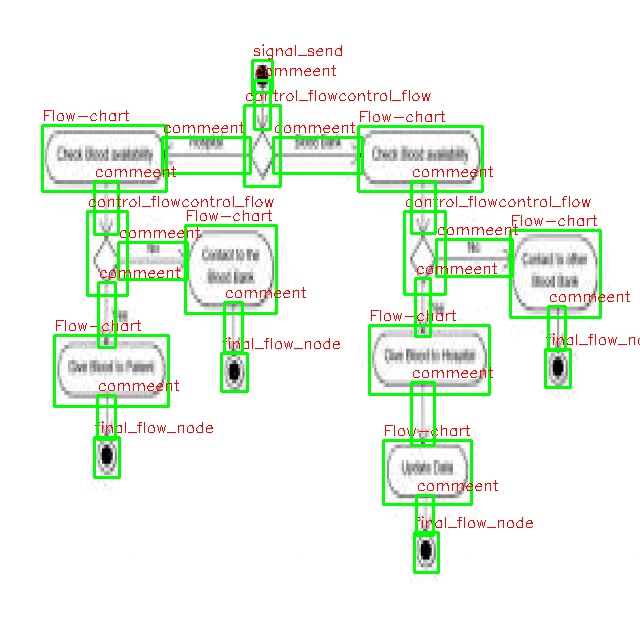 signal_send
commeent
control_flowcontrol_flow
Flow-chart
commeent
commeent
Flow-chart
Hospital
Blood Bank
Check Blood availability
Check Blood availability
commeent
commeent
control_flowcontrol_flow
control_flowcontrol_flow
Flow-chart
Flow-chart
commeent
commeent
Contact to the
Blood Bank
Contact to other
Blood Bank
commeent
commeent
commeent
commeent
Yes
Flow-chart
Flow-chart
final_flow_node
final_flow_no
Give Blood to Patient
Give Blood to Hospital
commeent
commeent
final_flow_node
Flow-chart
Update Data
commeent
final_flow_node